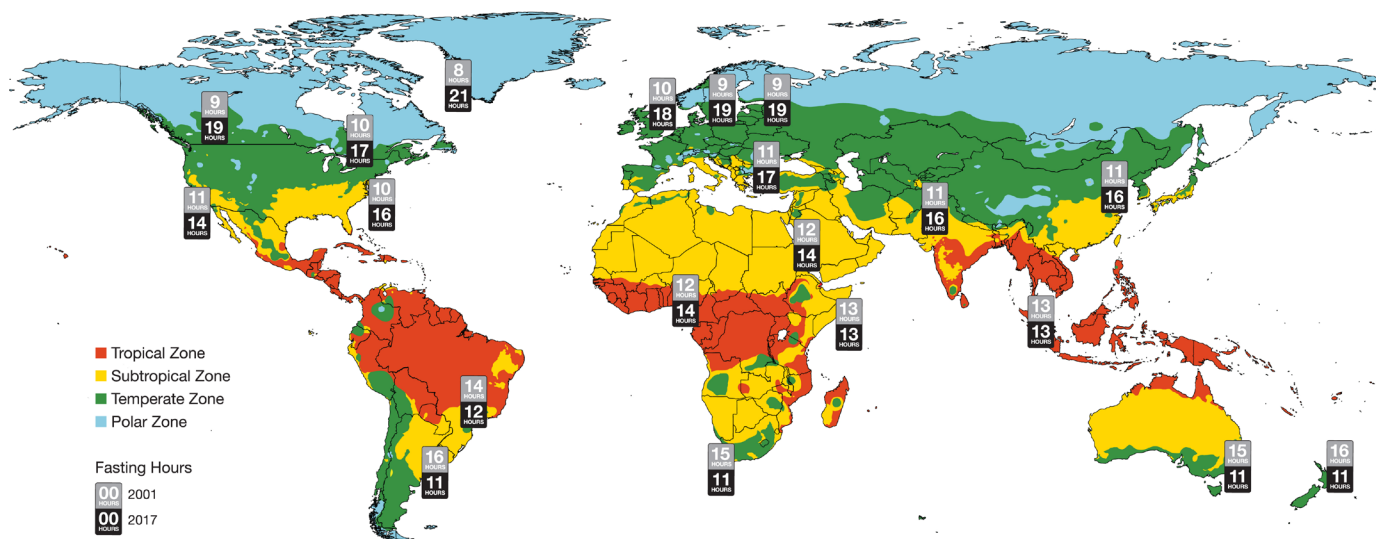 8
HOURS
21
HOURS
9
HOURS
19
HOURS
10
HOURS
17
HOURS
10
HOURS
18
HOURS
9
HOURS
19
HOURS
9
HOURS
19
HOURS
11
HOURS
17
HOURS
11
HOURS
14
HOURS
10
HOURS
16
HOURS
11
HOURS
16
HOURS
11
HOURS
16
HOURS
12
HOURS
14
HOURS
12
HOURS
14
HOURS
13
HOURS
13
HOURS
13
HOURS
13
HOURS
14
HOURS
12
HOURS
16
HOURS
11
HOURS
15
HOURS
11
HOURS
15
HOURS
11
HOURS
16
HOURS
11
HOURS
Tropical Zone
Subtropical Zone
Temperate Zone
Polar Zone
Fasting Hours
00
HOURS
2001
00
HOURS
2017